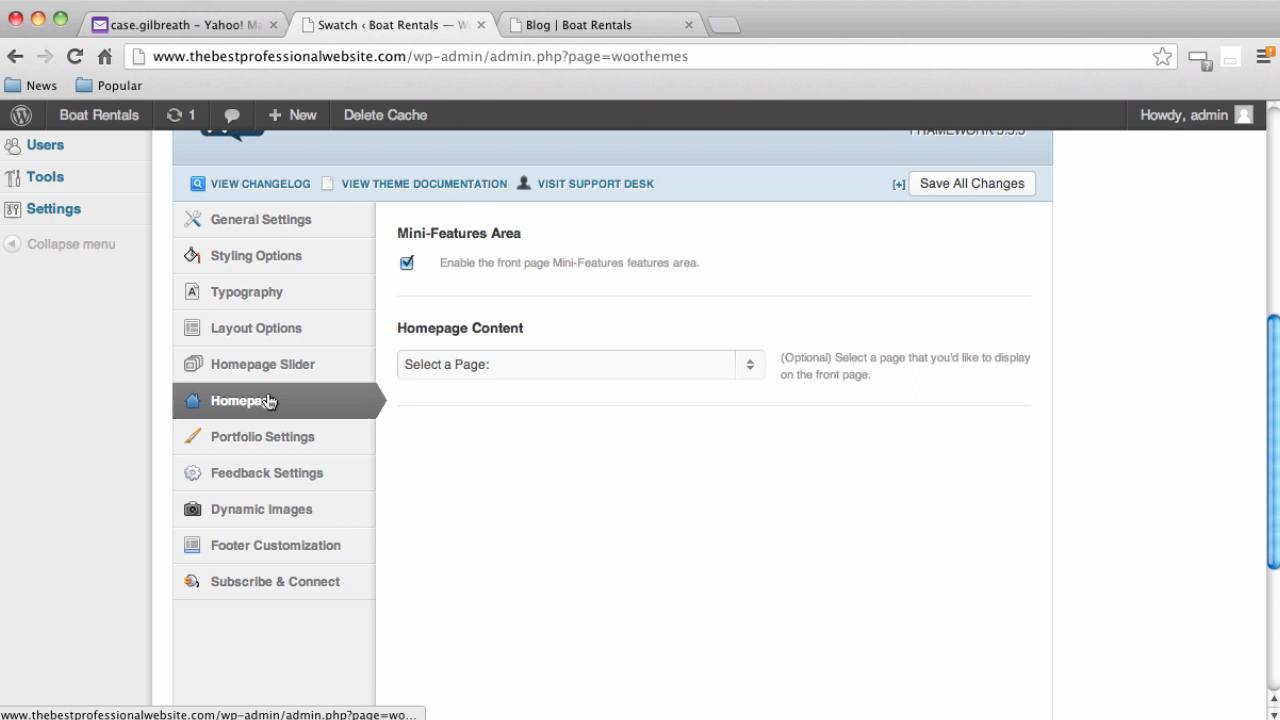 case.gilbreath – Yahoo! Ma
Swatch ‹ Boat Rentals — W
Blog | Boat Rentals
www.thebestprofessionalwebsite.com/wp-admin/admin.php?page=woothemes
News
Popular
Boat Rentals
1
+ New
Delete Cache
Howdy, admin
Users
Tools
Settings
Collapse menu
FRAMEWORK 5.5.5
VIEW CHANGELOG
VIEW THEME DOCUMENTATION
VISIT SUPPORT DESK
[+]
Save All Changes
General Settings
Styling Options
Typography
Layout Options
Homepage Slider
Homepag
Portfolio Settings
Feedback Settings
Dynamic Images
Footer Customization
Subscribe & Connect
Mini-Features Area
Enable the front page Mini-Features features area.
Homepage Content
Select a Page:
(Optional) Select a page that you'd like to display
on the front page.
www.thebestprofessionalwebsite.com/wp-admin/admin.php?page=wo...